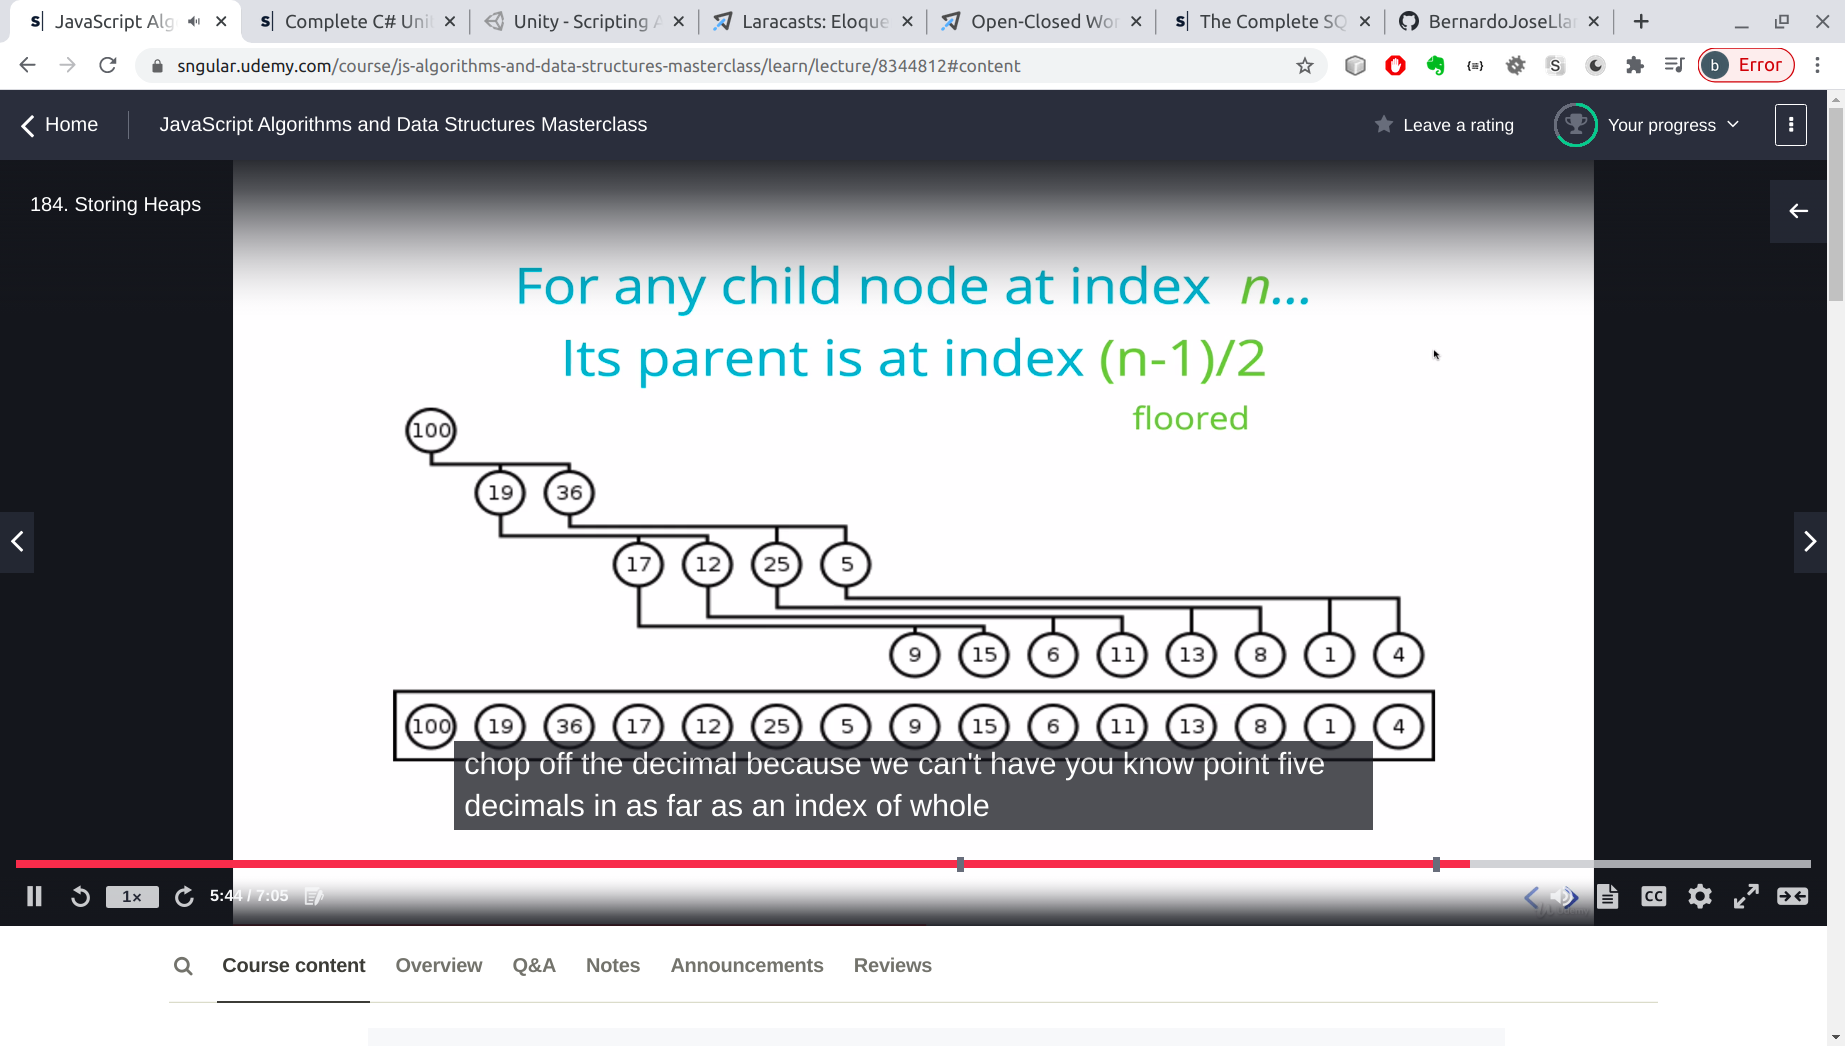 JavaScript Alg
Complete C# Uni
Unity - Scripting A
Laracasts: Eloque
Open-Closed Wor
The Complete SQ
BernardoJoseLla
sngular.udemy.com/course/js-algorithms-and-data-structures-masterclass/learn/lecture/8344812#content
b Error
Home
JavaScript Algorithms and Data Structures Masterclass
Leave a rating
Your progress
184. Storing Heaps
For any child node at index n...
Its parent is at index (n-1)/2
floored
100
19 36
17 12 25 5
9 15 6 11 13 8 1 4
100 19 36 17 12 25 5 9 15 6 11 13 8 1 4
chop off the decimal because we can't have you know point five
decimals in as far as an index of whole
1×
5:44 / 7:05
CC
Course content
Overview
Q&A
Notes
Announcements
Reviews